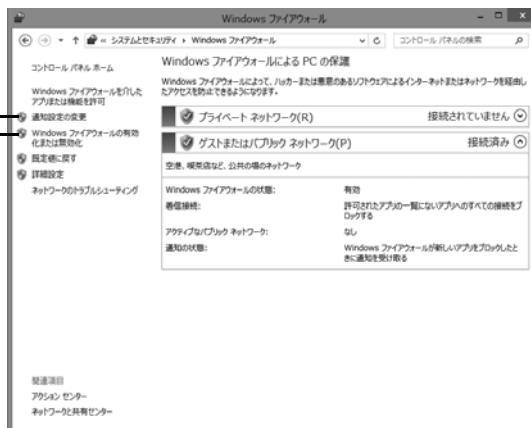 Windows ファイアウォール
« システムとセキュリティ ▸ Windows ファイアウォール
コントロール パネルの検索
コントロール パネル ホーム
Windows ファイアウォールを介した
アプリまたは機能を許可
通知設定の変更
Windows ファイアウォールの有効
化または無効化
既定値に戻す
詳細設定
ネットワークのトラブルシューティング
Windows ファイアウォールによる PC の保護
Windows ファイアウォールによって、ハッカーまたは悪意のあるソフトウェアによるインターネットまたはネットワークを経由し
たアクセスを防止できるようになります。
プライベート ネットワーク(R)
接続されていません
ゲストまたはパブリック ネットワーク(P)
接続済み
空港、喫茶店など、公共の場のネットワーク
Windows ファイアウォールの状態:
有効
着信接続:
許可されたアプリの一覧にないアプリへのすべての接続をブ
ロックする
アクティブなパブリック ネットワーク:
なし
通知の状態:
Windows ファイアウォールが新しいアプリをブロックしたと
きに通知を受け取る
関連項目
アクション センター
ネットワークと共有センター